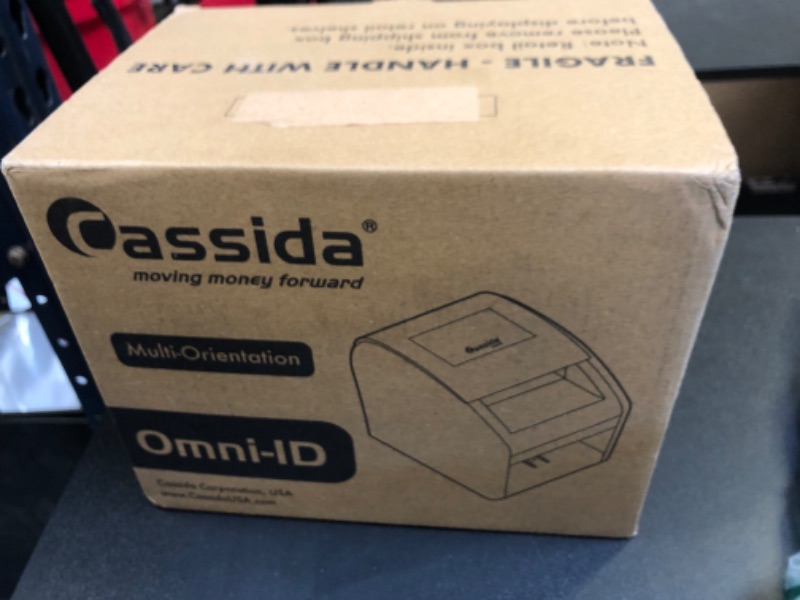 FRAGILE - HANDLE WITH CARE
Note: Retail box inside.
Please remove from shipping box
before displaying on retail shelves.
Cassida®
moving money forward
Multi-Orientation
Cassida
Omni-ID
Cassida Corporation, USA
www.CassidaUSA.com